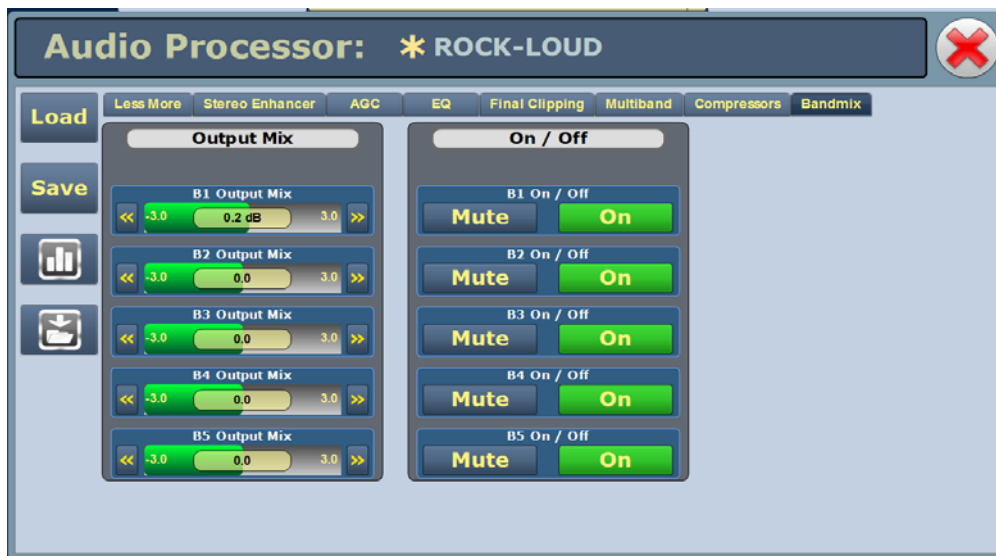 Audio Processor: * ROCK-LOUD
Load
Save
Less More Stereo Enhancer AGC EQ Final Clipping Multiband Compressors Bandmix
Output Mix
B1 Output Mix
<< -3.0 0.2 dB 3.0 >>
B2 Output Mix
<< -3.0 0.0 3.0 >>
B3 Output Mix
<< -3.0 0.0 3.0 >>
B4 Output Mix
<< -3.0 0.0 3.0 >>
B5 Output Mix
<< -3.0 0.0 3.0 >>
On / Off
B1 On / Off
Mute On
B2 On / Off
Mute On
B3 On / Off
Mute On
B4 On / Off
Mute On
B5 On / Off
Mute On